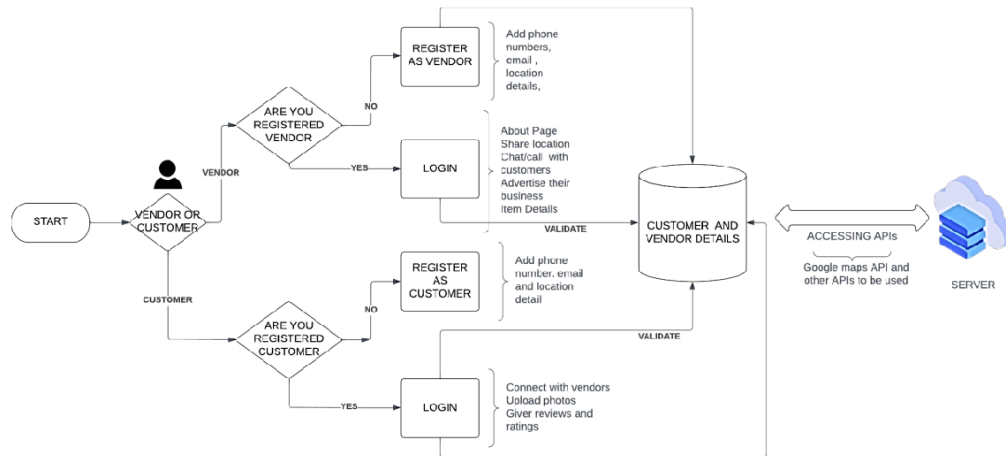 START
VENDOR OR
CUSTOMER
VENDOR
CUSTOMER
ARE YOU
REGISTERED
VENDOR
NO
YES
REGISTER
AS VENDOR
Add phone
numbers,
email ,
location
details,
LOGIN
About Page
Share location
Chat/call with
customers
Advertise their
business
Item Details
VALIDATE
ARE YOU
REGISTERED
CUSTOMER
NO
YES
REGISTER
AS
CUSTOMER
Add phone
number. email
and location
detail
LOGIN
Connect with vendors
Upload photos
Giver reviews and
ratings
VALIDATE
CUSTOMER AND
VENDOR DETAILS
ACCESSING APIs
Google maps API and
other APIs to be used
SERVER